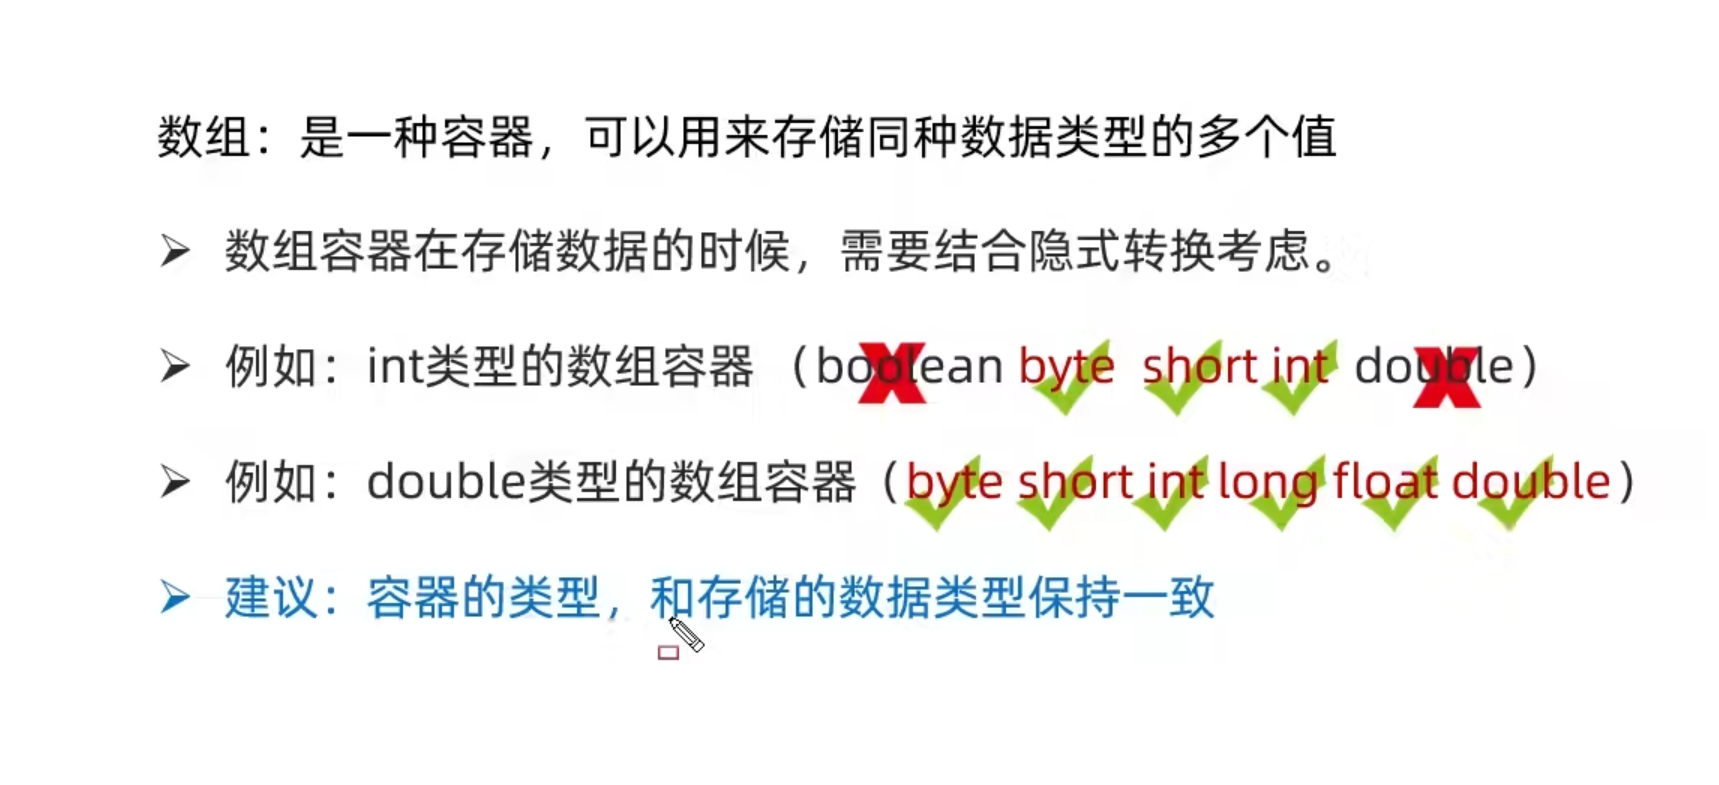 数组：是一种容器，可以用来存储同种数据类型的多个值
数组容器在存储数据的时候，需要结合隐式转换考虑。
例如：int类型的数组容器 （boolean byte short int double）
例如：double类型的数组容器（byte short int long float double）
建议：容器的类型，和存储的数据类型保持一致